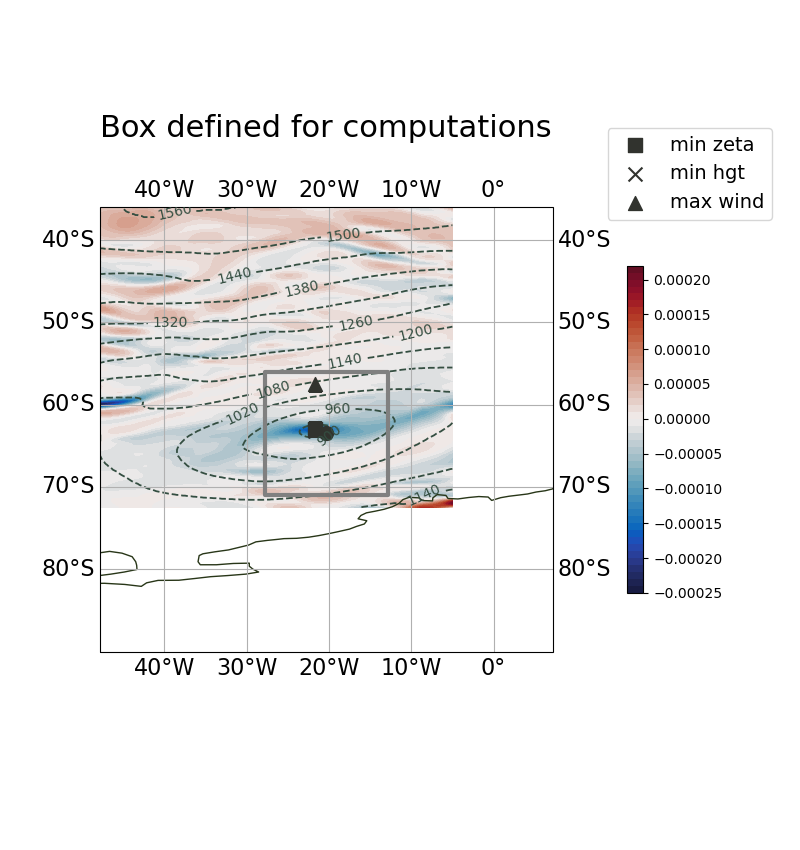 Box defined for computations
min zeta
min hgt
max wind
40°W 30°W 20°W 10°W 0°
40°S 40°S
50°S 50°S
60°S 60°S
70°S 70°S
80°S 80°S
40°W 30°W 20°W 10°W 0°
1560
1500
1440
1380
1320
1260
1200
1140
1080
1020
960
1140
0.00020
0.00015
0.00010
0.00005
0.00000
−0.00005
−0.00010
−0.00015
−0.00020
−0.00025